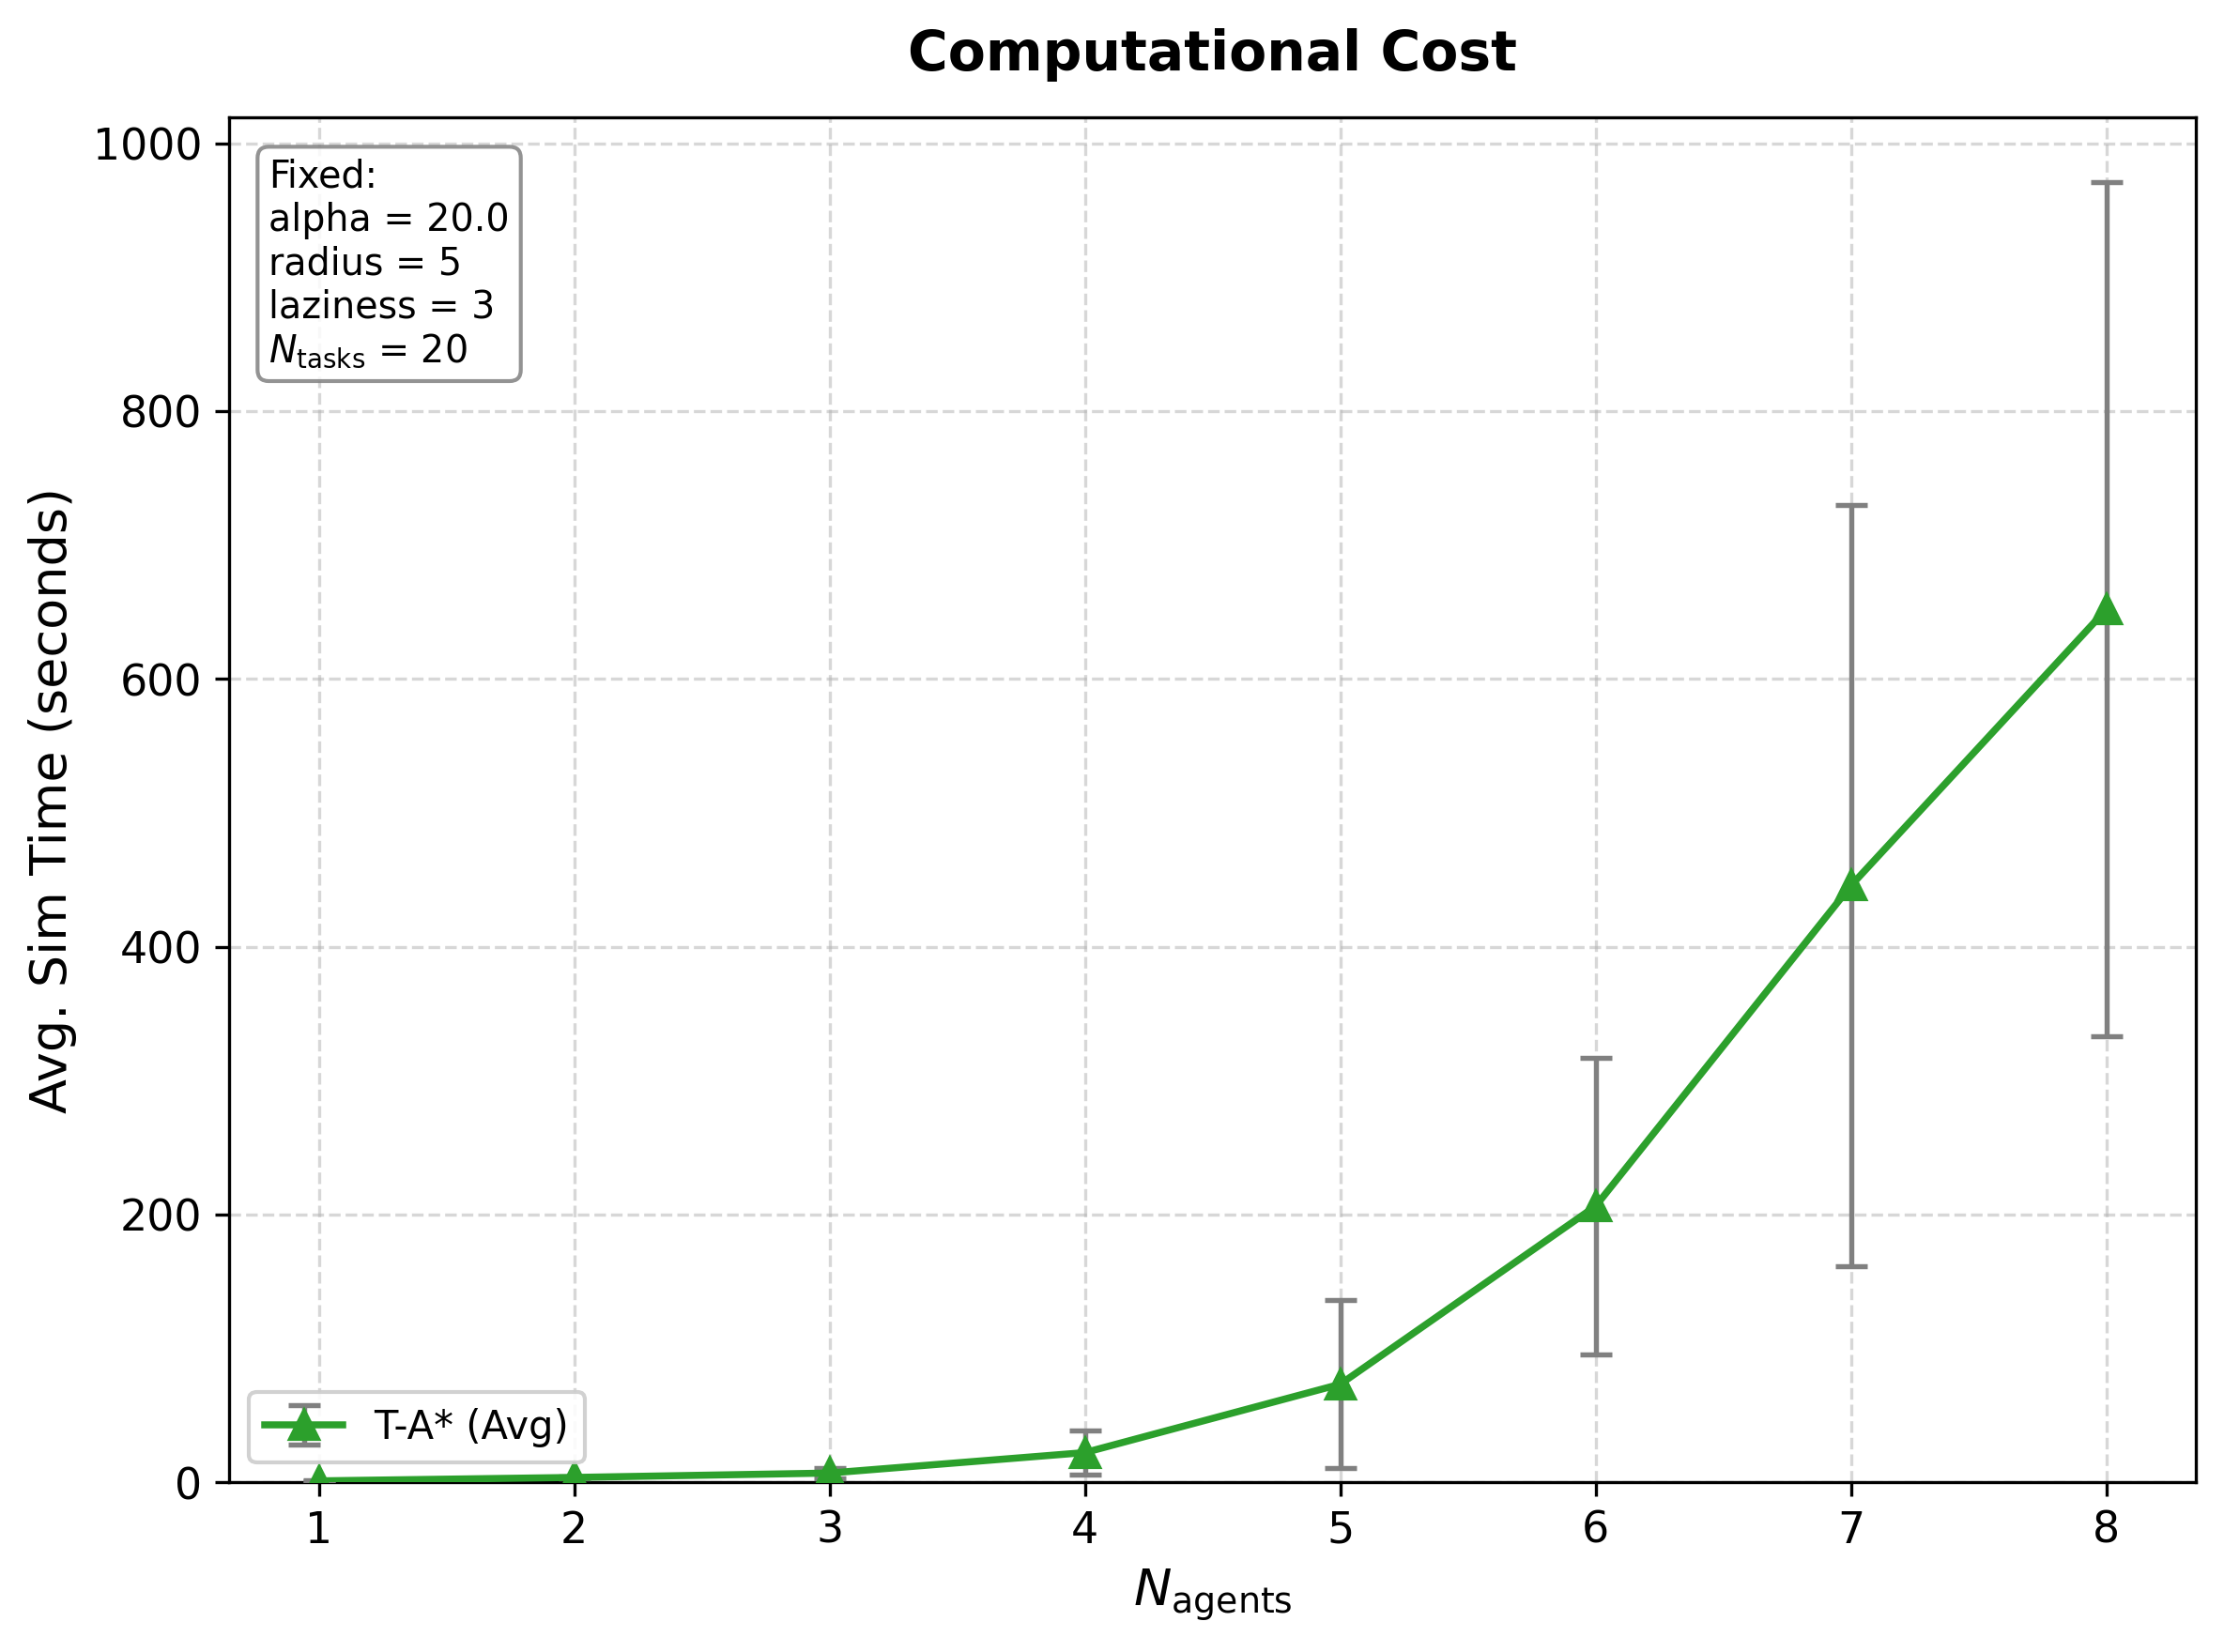 Computational Cost
Avg. Sim Time (seconds)
1000
800
600
400
200
0
Fixed:
alpha = 20.0
radius = 5
laziness = 3
N_tasks = 20
T-A* (Avg)
1 2 3 4 5 6 7 8
N_agents